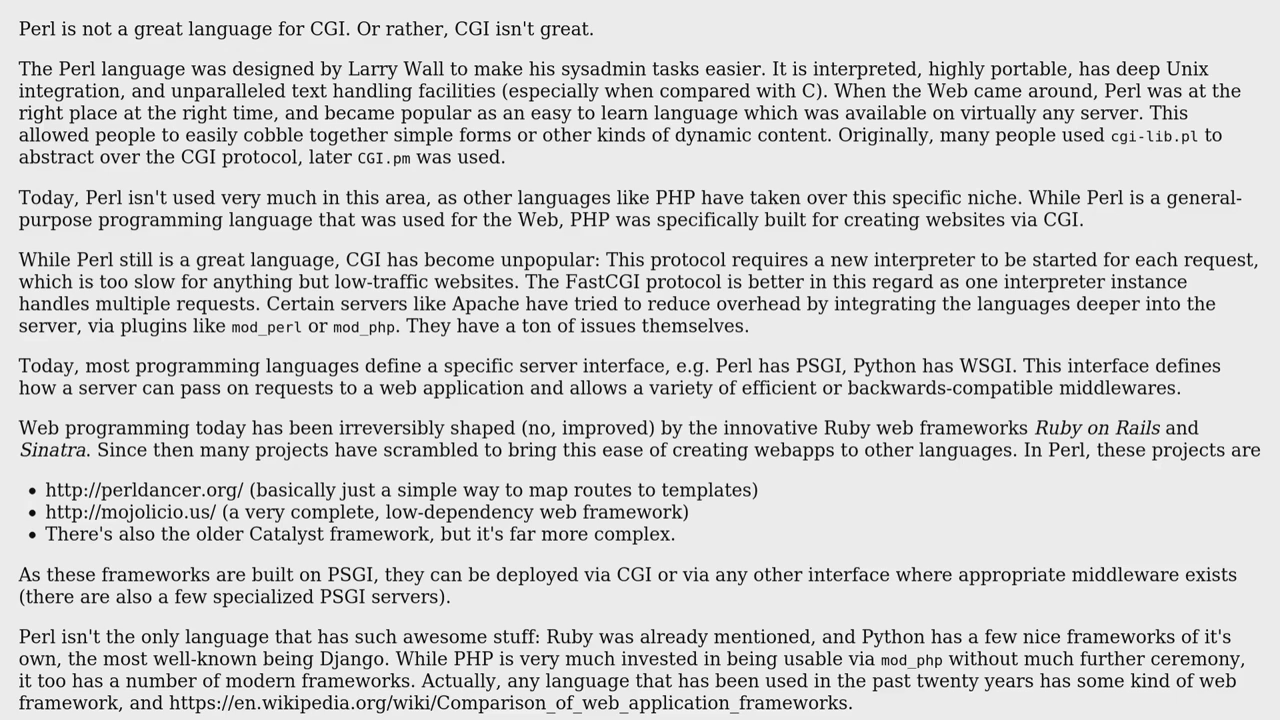 Perl is not a great language for CGI. Or rather, CGI isn't great.
The Perl language was designed by Larry Wall to make his sysadmin tasks easier. It is interpreted, highly portable, has deep Unix
integration, and unparalleled text handling facilities (especially when compared with C). When the Web came around, Perl was at the
right place at the right time, and became popular as an easy to learn language which was available on virtually any server. This
allowed people to easily cobble together simple forms or other kinds of dynamic content. Originally, many people used cgi-lib.pl to
abstract over the CGI protocol, later CGI.pm was used.
Today, Perl isn't used very much in this area, as other languages like PHP have taken over this specific niche. While Perl is a general-
purpose programming language that was used for the Web, PHP was specifically built for creating websites via CGI.
While Perl still is a great language, CGI has become unpopular: This protocol requires a new interpreter to be started for each request,
which is too slow for anything but low-traffic websites. The FastCGI protocol is better in this regard as one interpreter instance
handles multiple requests. Certain servers like Apache have tried to reduce overhead by integrating the languages deeper into the
server, via plugins like mod_perl or mod_php. They have a ton of issues themselves.
Today, most programming languages define a specific server interface, e.g. Perl has PSGI, Python has WSGI. This interface defines
how a server can pass on requests to a web application and allows a variety of efficient or backwards-compatible middlewares.
Web programming today has been irreversibly shaped (no, improved) by the innovative Ruby web frameworks Ruby on Rails and
Sinatra. Since then many projects have scrambled to bring this ease of creating webapps to other languages. In Perl, these projects are
• http://perldancer.org/ (basically just a simple way to map routes to templates)
• http://mojolicio.us/ (a very complete, low-dependency web framework)
• There's also the older Catalyst framework, but it's far more complex.
As these frameworks are built on PSGI, they can be deployed via CGI or via any other interface where appropriate middleware exists
(there are also a few specialized PSGI servers).
Perl isn't the only language that has such awesome stuff: Ruby was already mentioned, and Python has a few nice frameworks of it's
own, the most well-known being Django. While PHP is very much invested in being usable via mod_php without much further ceremony,
it too has a number of modern frameworks. Actually, any language that has been used in the past twenty years has some kind of web
framework, and https://en.wikipedia.org/wiki/Comparison_of_web_application_frameworks.